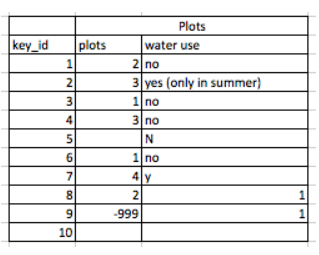 Plots
key_id plots water use
1 2 no
2 3 yes (only in summer)
3 1 no
4 3 no
5 N
6 1 no
7 4 y
8 2 1
9 -999 1
10